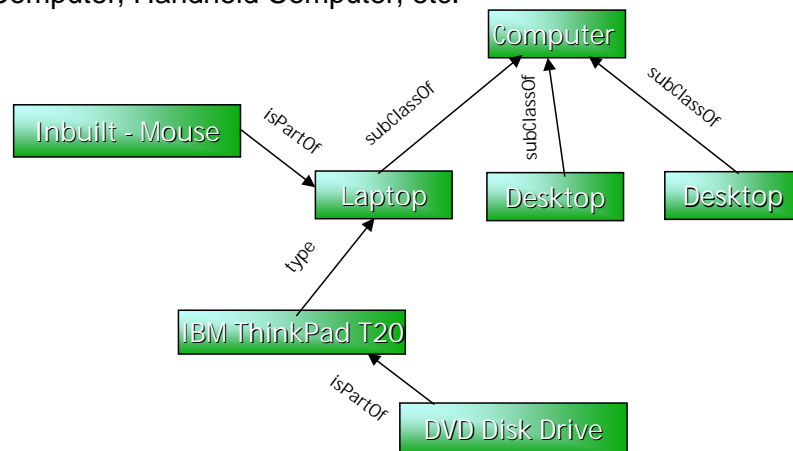 Computer, Handheld Computer, etc.
Computer
subClassOf
subClassOf
subClassOf
isPartOf
Inbuilt - Mouse
Laptop
Desktop
Desktop
type
IBM ThinkPad T20
isPartOf
DVD Disk Drive